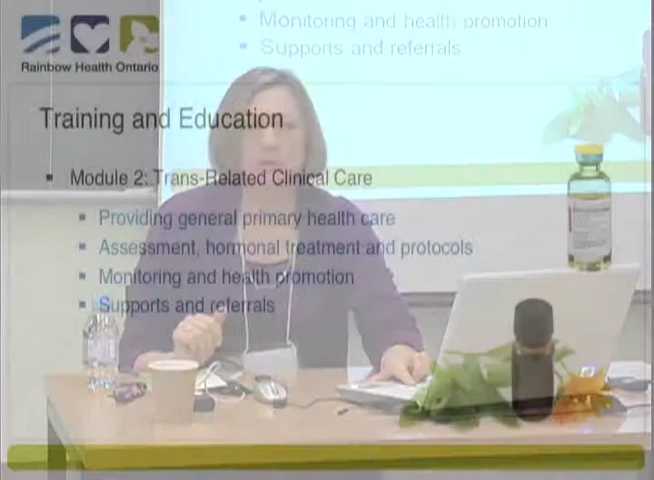 Monitoring and health promotion
Supports and referrals
Rainbow Health Ontario
Training and Education
Module 2: Trans-Related Clinical Care
Providing general primary health care
Assessment, hormonal treatment and protocols
Monitoring and health promotion
Supports and referrals